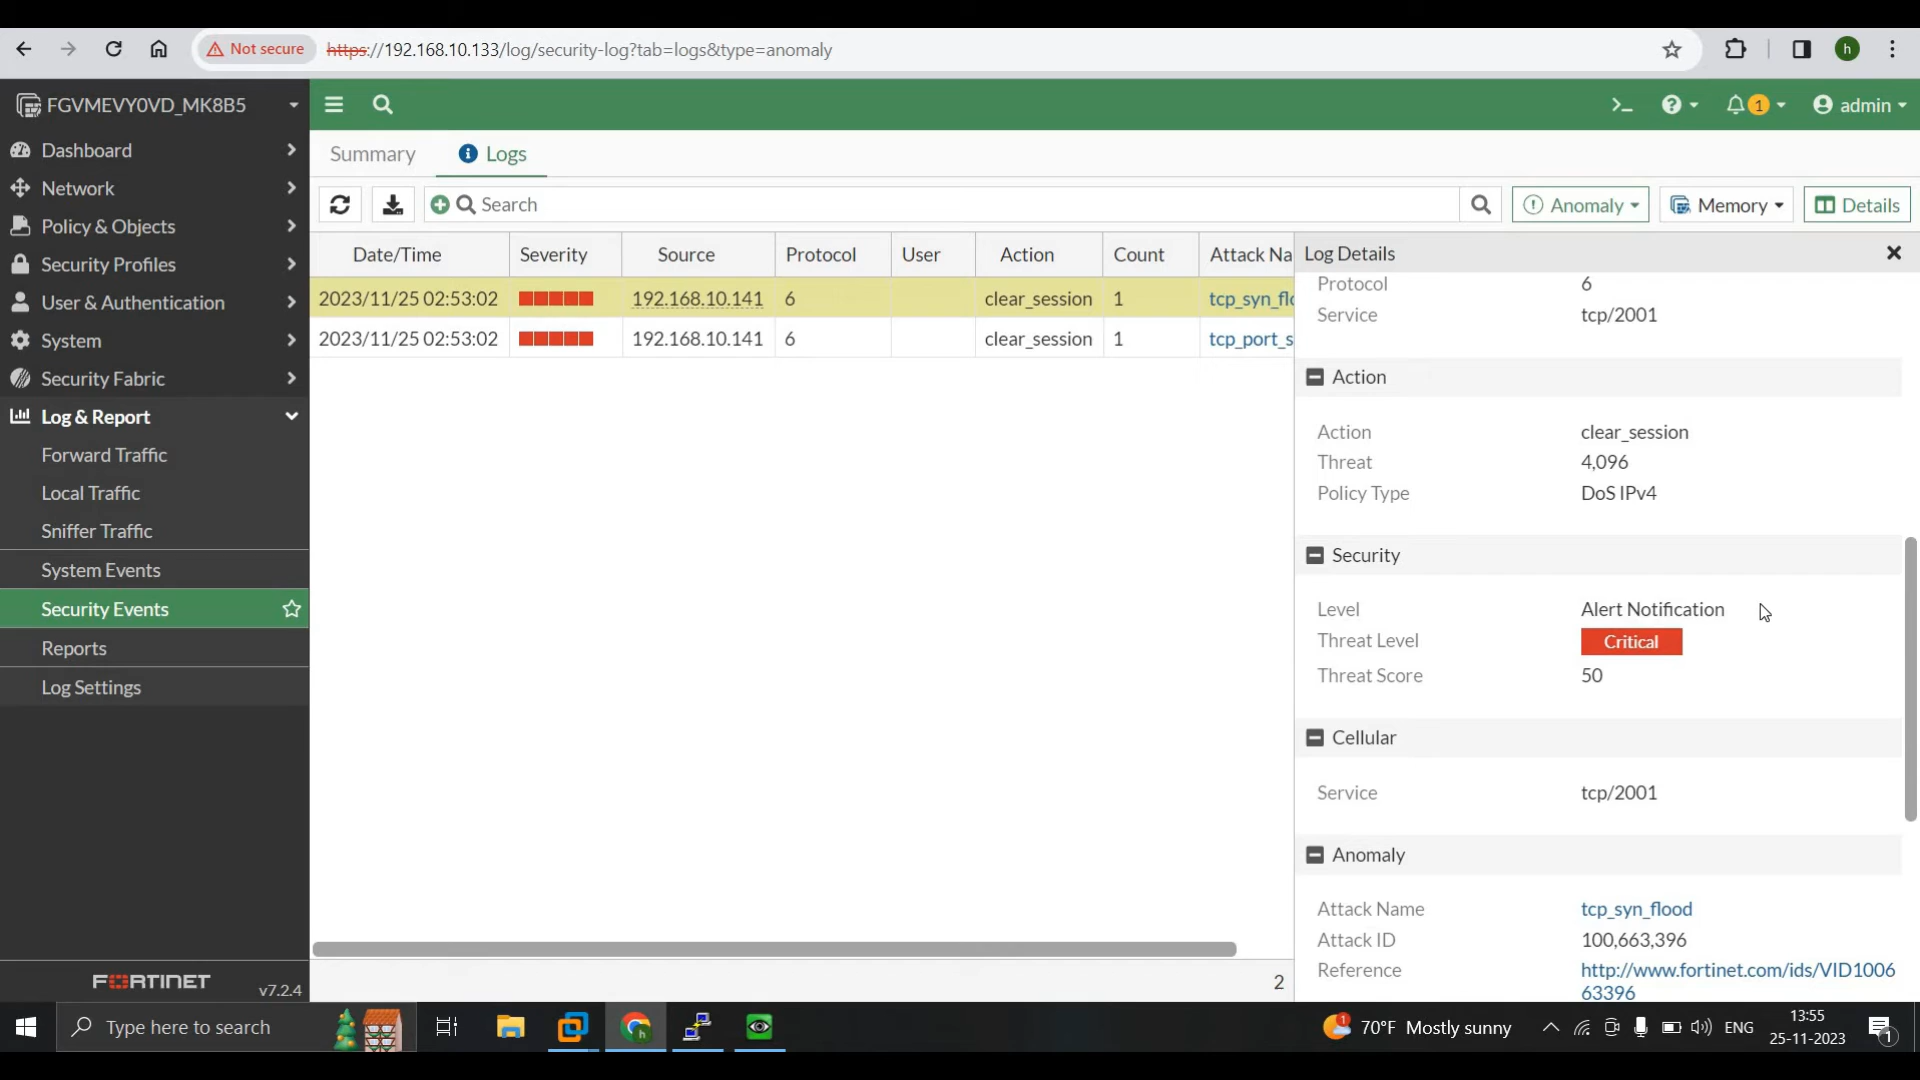 Not secure https://192.168.10.133/log/security-log?tab=logs&type=anomaly h
FGVMEVY0VD_MK8B5
1 admin
Dashboard
Network
Policy & Objects
Security Profiles
User & Authentication
System
Security Fabric
Log & Report
Forward Traffic
Local Traffic
Sniffer Traffic
System Events
Security Events
Reports
Log Settings
FORTINET v7.2.4
Summary Logs
Search Anomaly Memory Details
Date/Time Severity Source Protocol User Action Count Attack Na
2023/11/25 02:53:02 192.168.10.141 6 clear_session 1 tcp_syn_flo
2023/11/25 02:53:02 192.168.10.141 6 clear_session 1 tcp_port_s
2
Log Details
Protocol 6
Service tcp/2001
Action
Action clear_session
Threat 4,096
Policy Type DoS IPv4
Security
Level Alert Notification
Threat Level Critical
Threat Score 50
Cellular
Service tcp/2001
Anomaly
Attack Name tcp_syn_flood
Attack ID 100,663,396
Reference http://www.fortinet.com/ids/VID1006
63396
Type here to search 1 70°F Mostly sunny ENG 13:55
25-11-2023 1